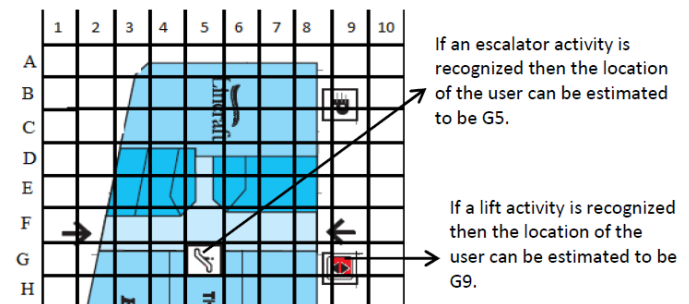 1 2 3 4 5 6 7 8 9 10
A
B
C
D
E
F
G
H
Lincraft
If an escalator activity is
recognized then the location
of the user can be estimated
to be G5.
If a lift activity is recognized
then the location of the
user can be estimated to be
G9.